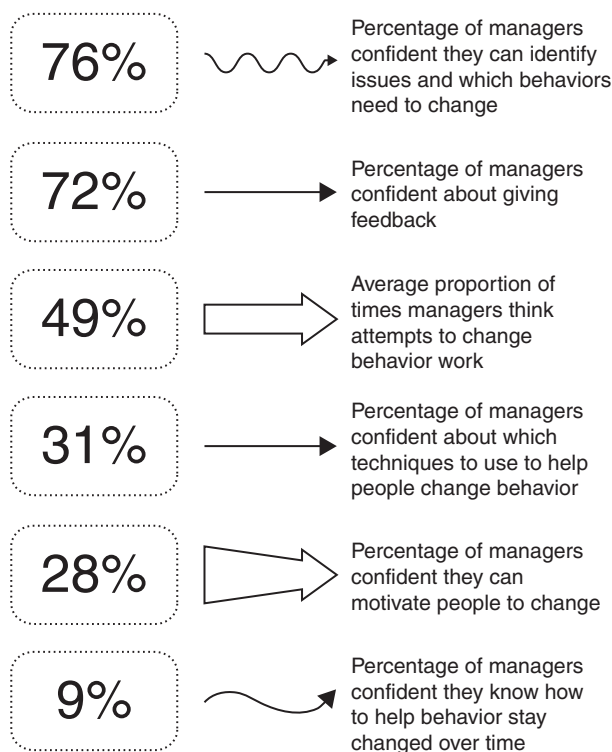 76%
Percentage of managers
confident they can identify
issues and which behaviors
need to change
72%
Percentage of managers
confident about giving
feedback
49%
Average proportion of
times managers think
attempts to change
behavior work
31%
Percentage of managers
confident about which
techniques to use to help
people change behavior
28%
Percentage of managers
confident they can
motivate people to change
9%
Percentage of managers
confident they know how
to help behavior stay
changed over time